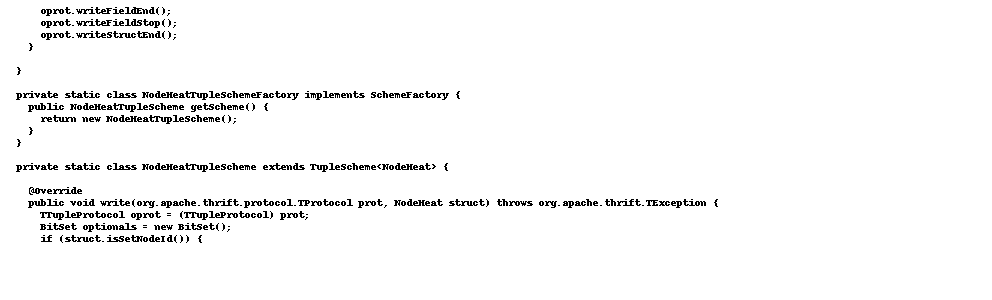 oprot.writeFieldEnd();
oprot.writeFieldStop();
oprot.writeStructEnd();
}
}
private static class NodeHeatTupleSchemeFactory implements SchemeFactory {
public NodeHeatTupleScheme getScheme() {
return new NodeHeatTupleScheme();
}
}
private static class NodeHeatTupleScheme extends TupleScheme<NodeHeat> {
@Override
public void write(org.apache.thrift.protocol.TProtocol prot, NodeHeat struct) throws org.apache.thrift.TException {
TTupleProtocol oprot = (TTupleProtocol) prot;
BitSet optionals = new BitSet();
if (struct.isSetNodeId()) {